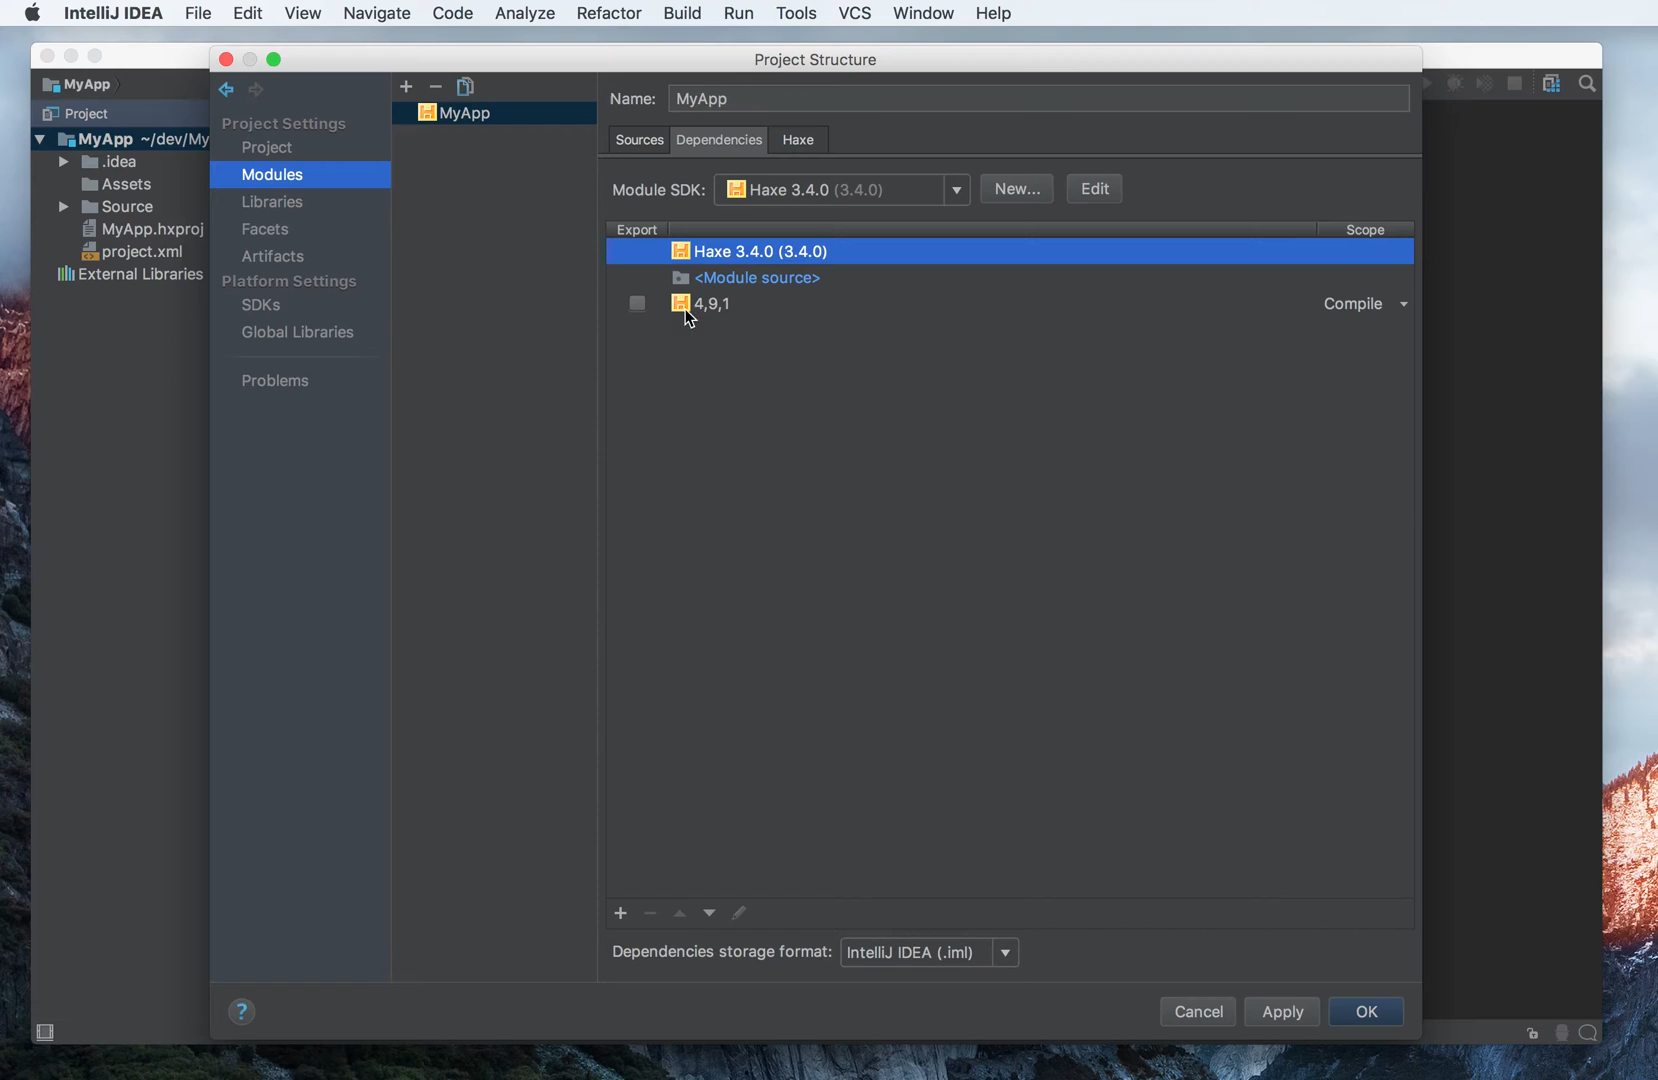 IntelliJ IDEA File Edit View Navigate Code Analyze Refactor Build Run Tools VCS Window Help
Project Structure
MyApp
Project
MyApp ~/dev/My
.idea
Assets
Source
MyApp.hxproj
project.xml
External Libraries
Project Settings
Project
Modules
Libraries
Facets
Artifacts
Platform Settings
SDKs
Global Libraries
Problems
MyApp
Name: MyApp
Sources Dependencies Haxe
Module SDK: Haxe 3.4.0 (3.4.0) New... Edit
Export Scope
Haxe 3.4.0 (3.4.0)
<Module source>
4,9,1 Compile
Dependencies storage format: IntelliJ IDEA (.iml)
? Cancel Apply OK